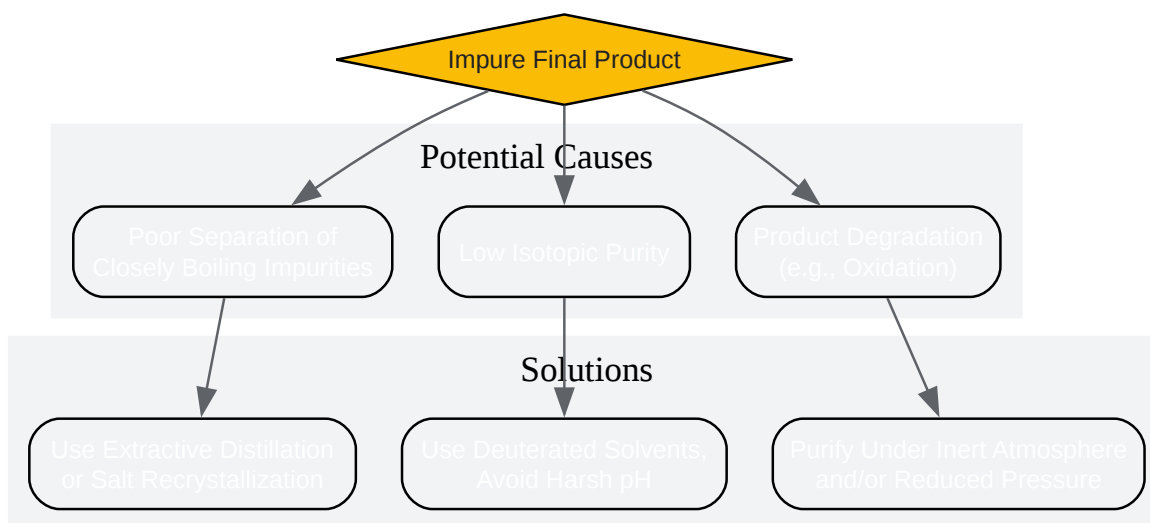 Impure Final Product
Potential Causes
Poor Separation of
Closely Boiling Impurities
Low Isotopic Purity
Product Degradation
(e.g., Oxidation)
Solutions
Use Extractive Distillation
or Salt Recrystallization
Use Deuterated Solvents,
Avoid Harsh pH
Purify Under Inert Atmosphere
and/or Reduced Pressure